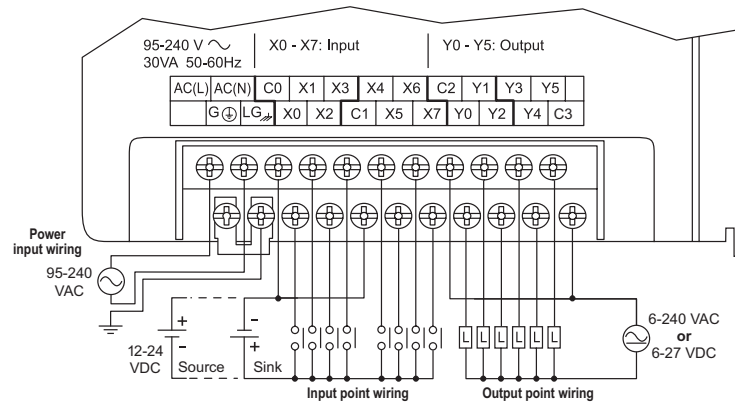 95-240 V
30VA 50-60Hz
X0 - X7: Input
Y0 - Y5: Output
AC(L) AC(N) C0 X1 X3 X4 X6 C2 Y1 Y3 Y5
G LG X0 X2 C1 X5 X7 Y0 Y2 Y4 C3
Power
input wiring
95-240
VAC
+ - - +
12-24
VDC
Source
Sink
L L L L L L
6-240 VAC
or
6-27 VDC
Input point wiring
Output point wiring